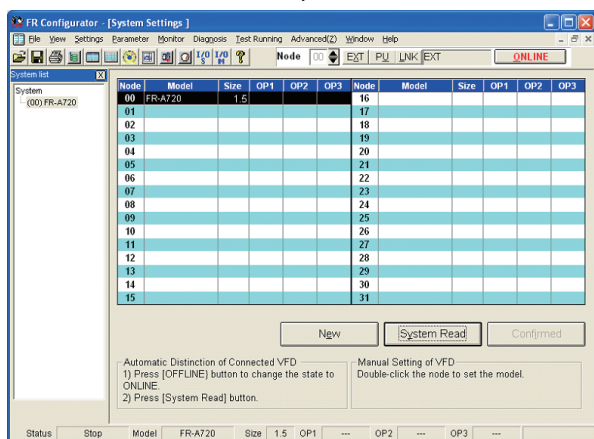 FR Configurator - [System Settings ]
File View Settings Parameter Monitor Diagnosis Test Running Advanced(Z) Window Help
I/O S I/O M ? Node 00 EXT PU LNK EXT ONLINE
System list
System
(00) FR-A720
Node Model Size OP1 OP2 OP3 Node Model Size OP1 OP2 OP3
00 FR-A720 1.5 16
01 17
02 18
03 19
04 20
05 21
06 22
07 23
08 24
09 25
10 26
11 27
12 28
13 29
14 30
15 31
New System Read Confirmed
Automatic Distinction of Connected VFD
1) Press [OFFLINE} button to change the state to
ONLINE.
2) Press [System Read] button.
Manual Setting of VFD
Double-click the node to set the model.
Status Stop Model FR-A720 Size 1.5 OP1 --- OP2 --- OP3 ---